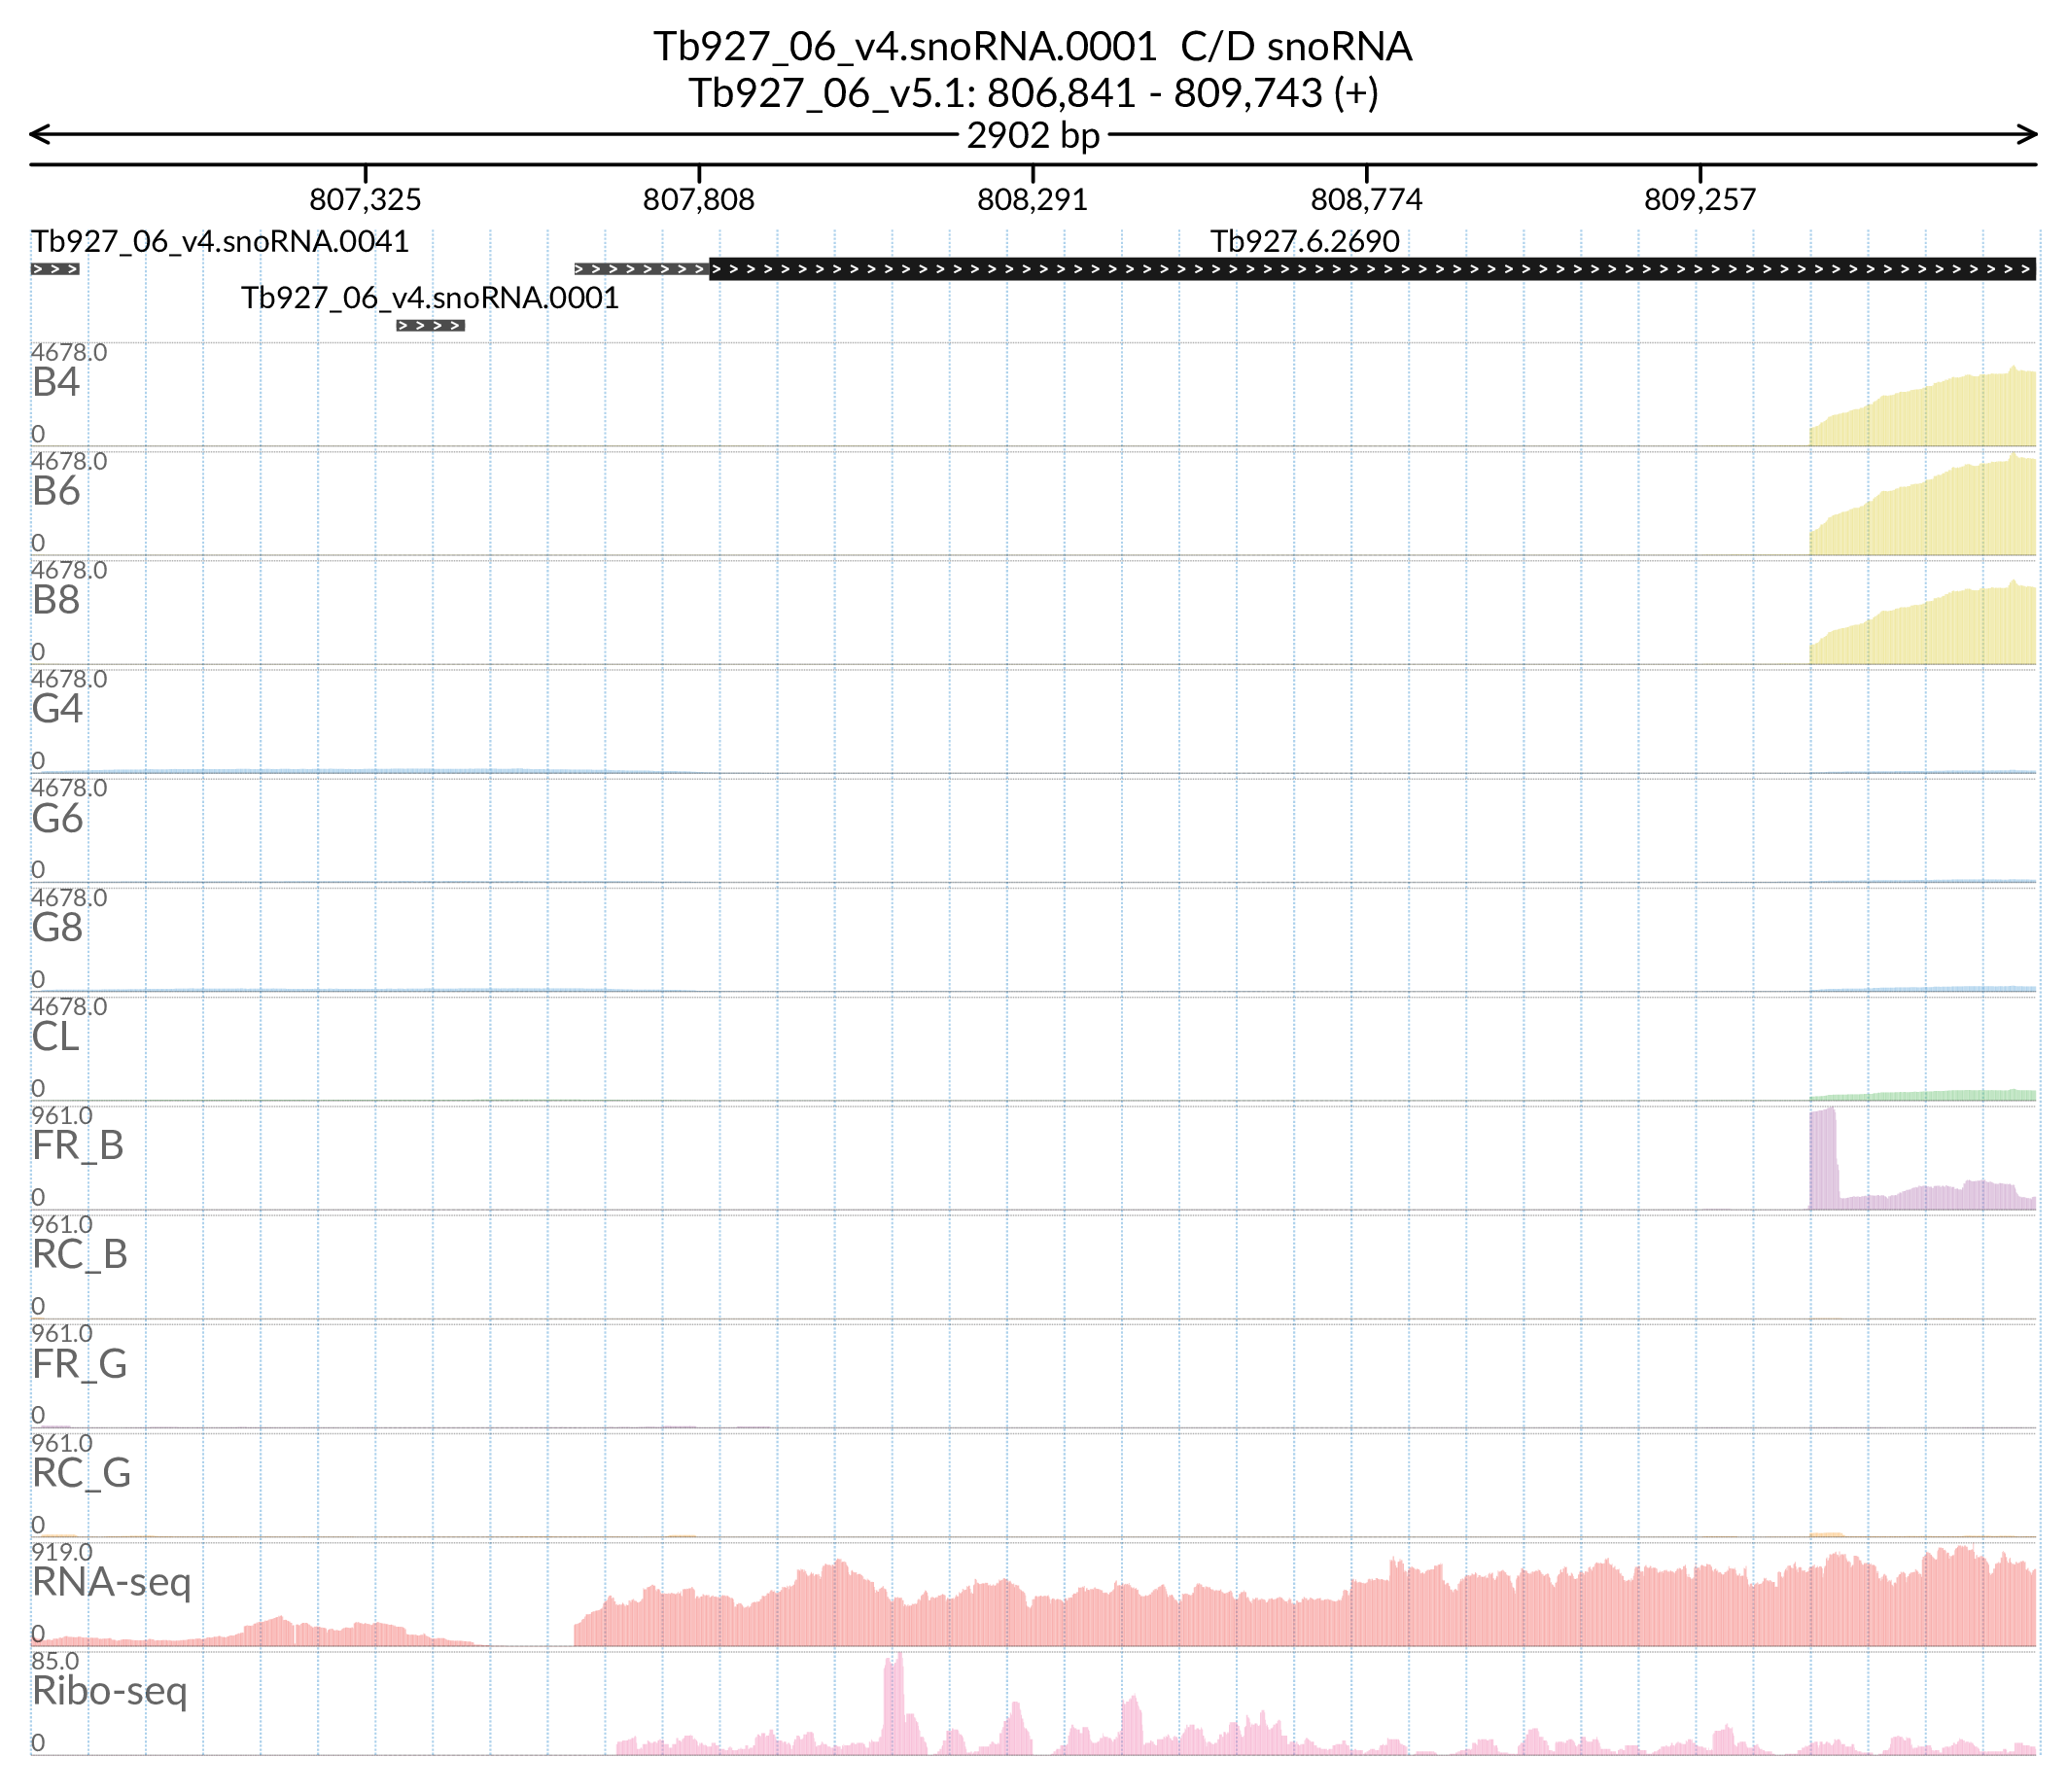 Tb927_06_v4.snoRNA.0001 C/D snoRNA
Tb927_06_v5.1: 806,841 - 809,743 (+)
2902 bp
807,325 807,808 808,291 808,774 809,257
Tb927_06_v4.snoRNA.0041 Tb927.6.2690
Tb927_06_v4.snoRNA.0001
4678.0
B4
0
4678.0
B6
0
4678.0
B8
0
4678.0
G4
0
4678.0
G6
0
4678.0
G8
0
4678.0
CL
0
961.0
FR_B
0
961.0
RC_B
0
961.0
FR_G
0
961.0
RC_G
0
919.0
RNA-seq
0
85.0
Ribo-seq
0